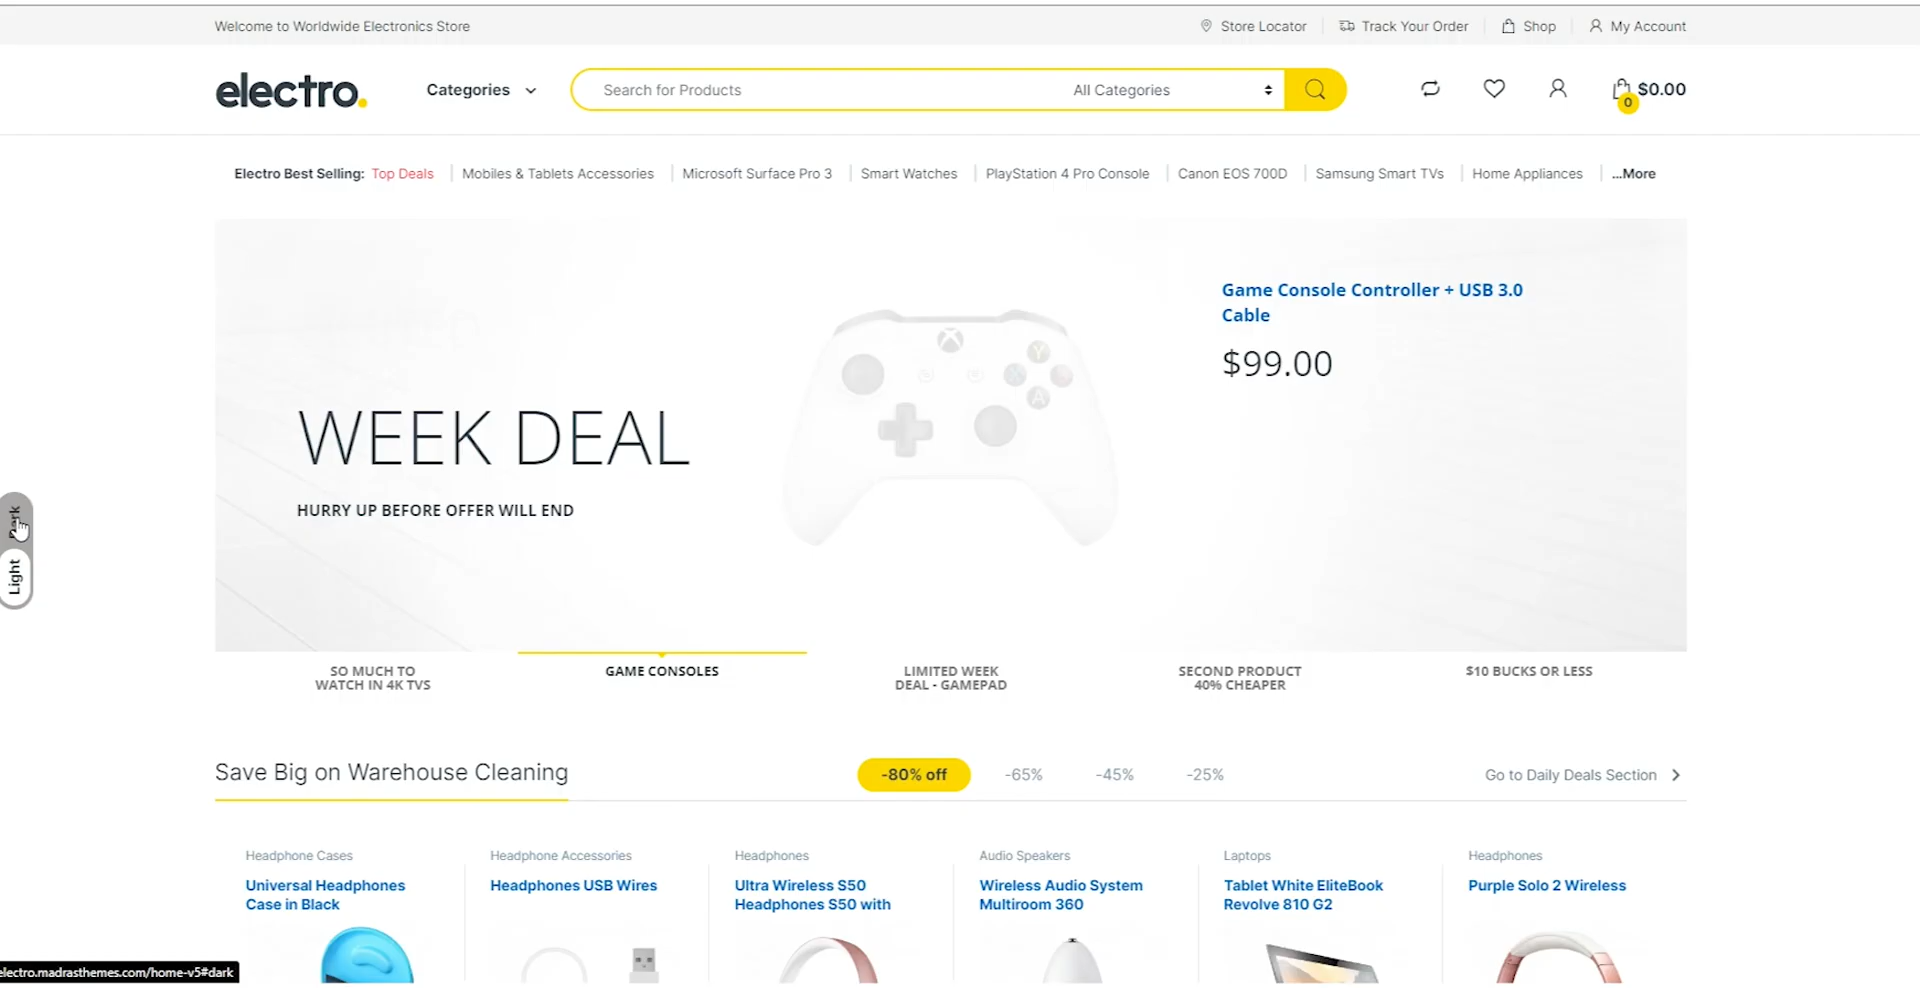 Welcome to Worldwide Electronics Store
Store Locator
Track Your Order
Shop
My Account
electro.
Categories
Search for Products
All Categories
0
$0.00
Electro Best Selling: Top Deals
Mobiles & Tablets Accessories
Microsoft Surface Pro 3
Smart Watches
PlayStation 4 Pro Console
Canon EOS 700D
Samsung Smart TVs
Home Appliances
...More
Game Console Controller + USB 3.0
Cable
$99.00
Y
X
A
WEEK DEAL
HURRY UP BEFORE OFFER WILL END
Dark
Light
SO MUCH TO
WATCH IN 4K TVS
GAME CONSOLES
LIMITED WEEK
DEAL - GAMEPAD
SECOND PRODUCT
40% CHEAPER
$10 BUCKS OR LESS
Save Big on Warehouse Cleaning
-80% off
-65%
-45%
-25%
Go to Daily Deals Section
Headphone Cases
Universal Headphones
Case in Black
Headphone Accessories
Headphones USB Wires
Headphones
Ultra Wireless S50
Headphones S50 with
Audio Speakers
Wireless Audio System
Multiroom 360
Laptops
Tablet White EliteBook
Revolve 810 G2
Headphones
Purple Solo 2 Wireless
electro.madrasthemes.com/home-v5#dark